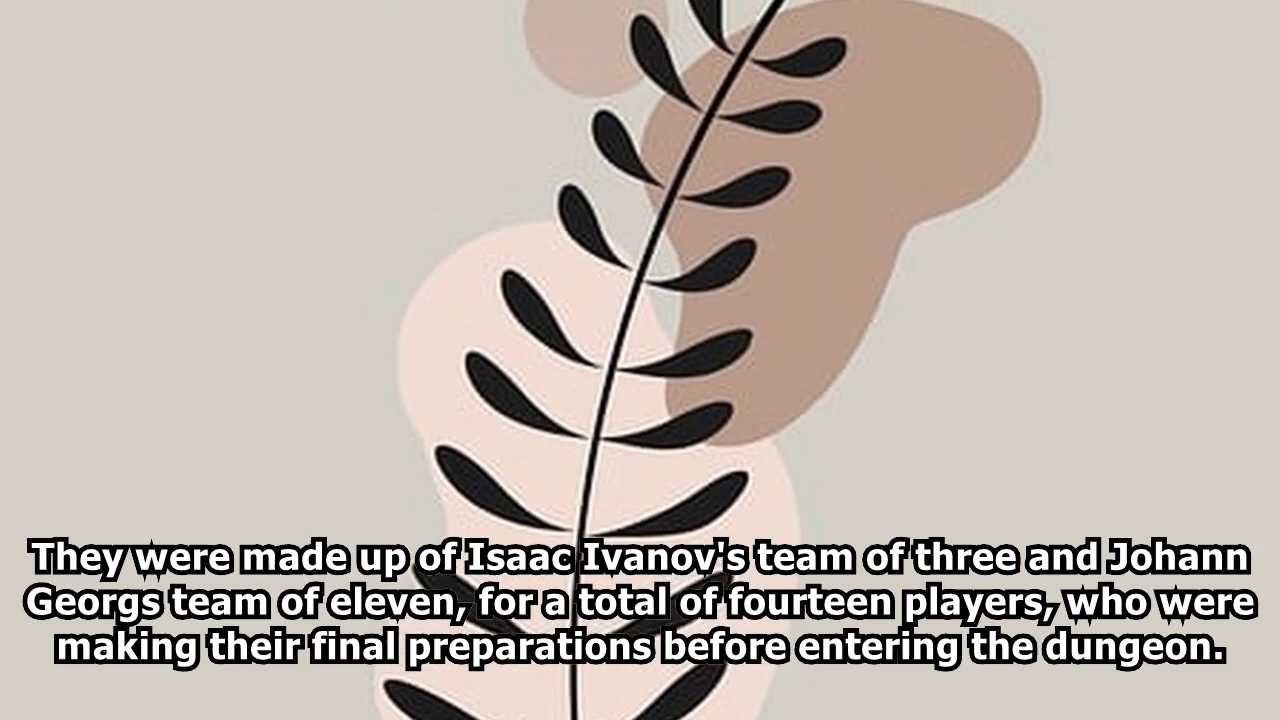 They were made up of Isaac Ivanov's team of three and Johann
Georgs team of eleven, for a total of fourteen players, who were
making their final preparations before entering the dungeon.